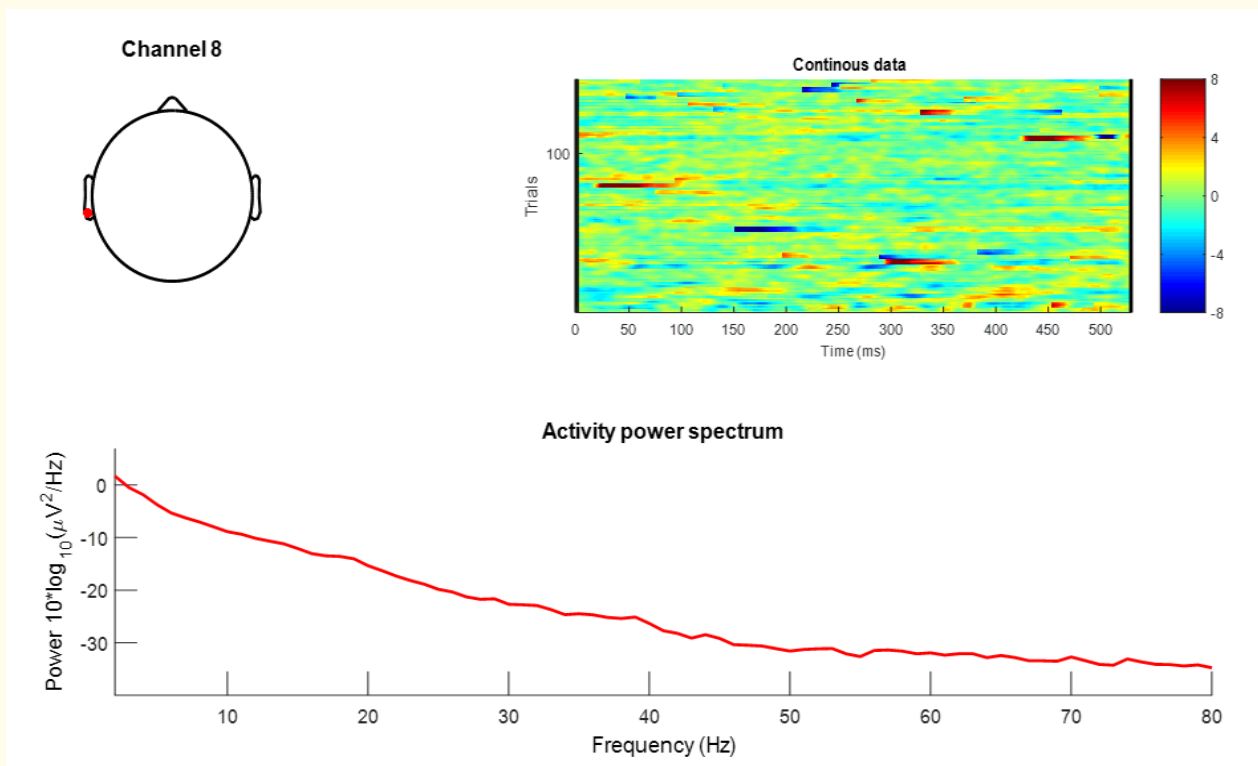 Channel 8
Continous data
8
4
0
-4
-8
100
Trials
0 50 100 150 200 250 300 350 400 450 500
Time (ms)
Activity power spectrum
0
-10
-20
-30
Power 10*log10(μV2/Hz)
10 20 30 40 50 60 70 80
Frequency (Hz)